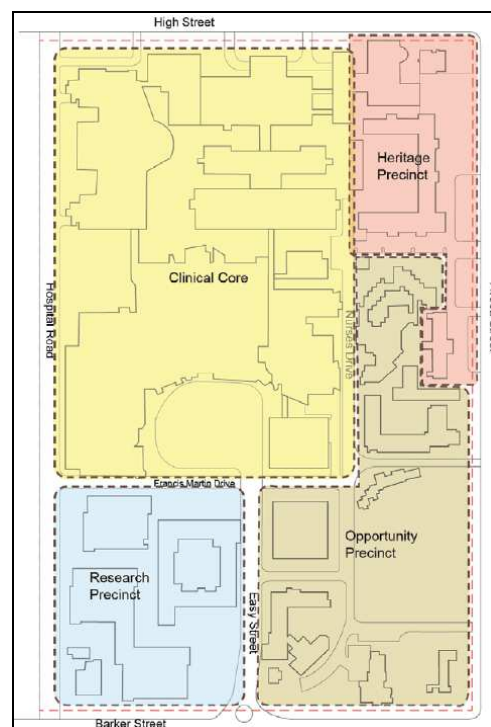 High Street
Heritage
Precinct
Clinical Core
Hospital Road
Nurses Drive
Francis Martin Drive
Opportunity
Precinct
Research
Precinct
Easy Street
Barker Street